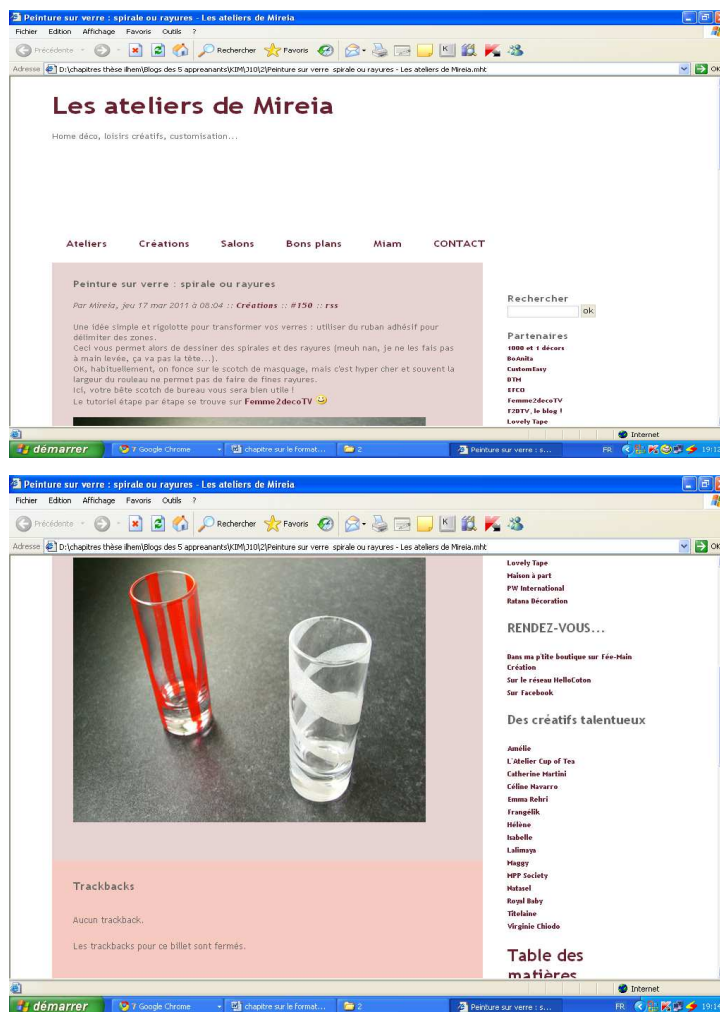 Peinture sur verre : spirale ou rayures - Les ateliers de Mireia
Fichier Edition Affichage Favoris Outils ?
Précédente Rechercher Favoris
Adresse D:\chapitres thèse ilhem\Blogs des 5 appreanants\KIM\J10\2\Peinture sur verre spirale ou rayures - Les ateliers de Mireia.mht OK
Les ateliers de Mireia
Home déco, loisirs créatifs, customisation...
Ateliers Créations Salons Bons plans Miam CONTACT
Peinture sur verre : spirale ou rayures
Par Mireia, jeu 17 mar 2011 à 08:04 :: Créations :: #150 :: rss
Une idée simple et rigolotte pour transformer vos verres : utiliser du ruban adhésif pour
délimiter des zones.
Ceci vous permet alors de dessiner des spirales et des rayures (meuh nan, je ne les fais pas
à main levée, ça va pas la tête...).
OK, habituellement, on fonce sur le scotch de masquage, mais c'est hyper cher et souvent la
largeur du rouleau ne permet pas de faire de fines rayures.
Ici, votre bête scotch de bureau vous sera bien utile !
Le tutoriel étape par étape se trouve sur Femme2decoTV.
Rechercher
ok
Partenaires
1000 et 1 décors
BoAnita
CustomEasy
DTM
EFCO
Femme2decoTV
F2DTV, le blog !
Lovely Tape
Internet
démarrer 7 Google Chrome chapitre sur le format... 2 Peinture sur verre : s... FR 19:13
Peinture sur verre : spirale ou rayures - Les ateliers de Mireia
Fichier Edition Affichage Favoris Outils ?
Précédente Rechercher Favoris
Adresse D:\chapitres thèse ilhem\Blogs des 5 appreanants\KIM\J10\2\Peinture sur verre spirale ou rayures - Les ateliers de Mireia.mht OK
Lovely Tape
Maison à part
PW International
Ratana Décoration
RENDEZ-VOUS...
Dans ma p'tite boutique sur Fée-Main
Création
Sur le réseau HelloCoton
Sur Facebook
Des créatifs talentueux
Amélie
L'Atelier Cup of Tea
Catherine Martini
Céline Navarro
Emma Rehri
Frangélik
Hélène
Isabelle
Lalimaya
Maggy
MPP Society
Natasel
Royal Baby
Titelaine
Virginie Chiodo
Table des
matières
Trackbacks
Aucun trackback.
Les trackbacks pour ce billet sont fermés.
Internet
démarrer 7 Google Chrome chapitre sur le format... 2 Peinture sur verre : s... FR 19:14